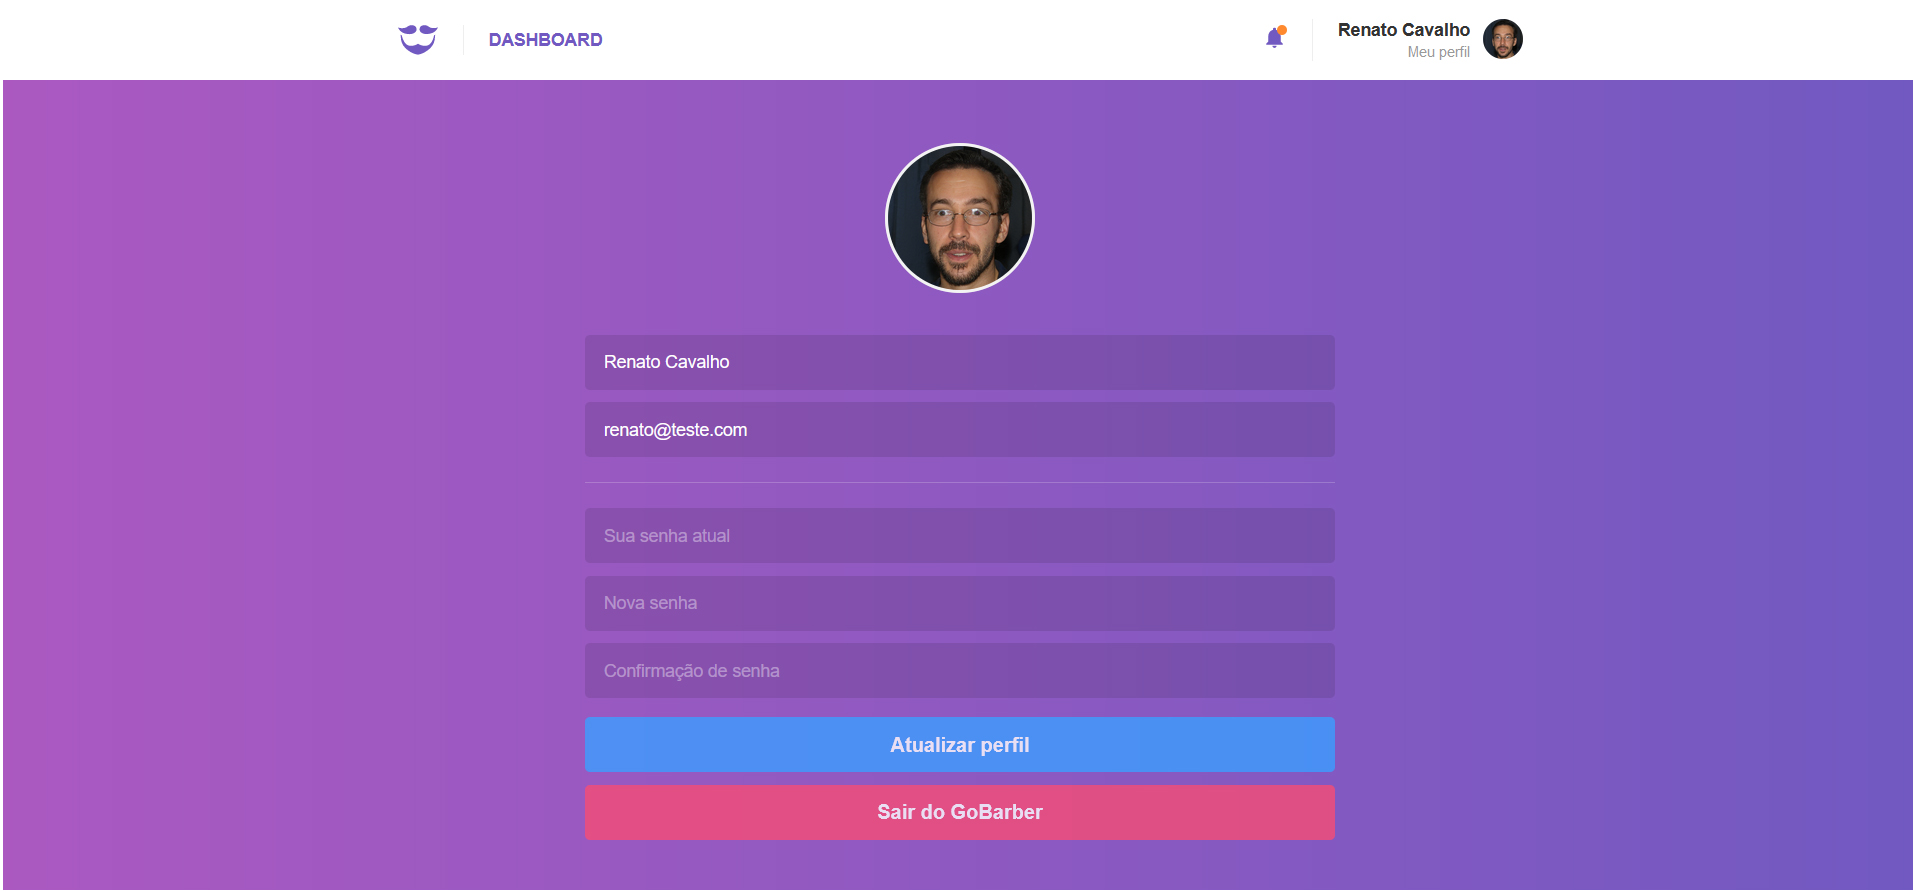 DASHBOARD
Renato Cavalho
Meu perfil
Renato Cavalho
renato@teste.com
Sua senha atual
Nova senha
Confirmação de senha
Atualizar perfil
Sair do GoBarber